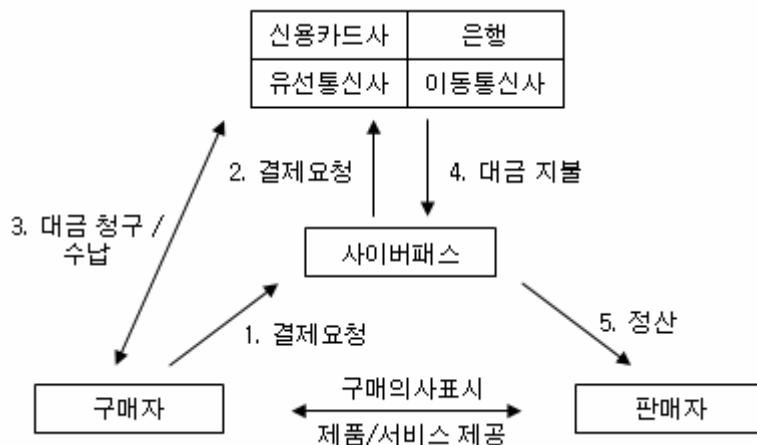 신용카드사 은행
유선통신사 이동통신사
2. 결제요청 4. 대금 지불
3. 대금 청구 /
수납
사이버패스
1. 결제요청 5. 정산
구매자 구매의사표시 판매자
제품/서비스 제공